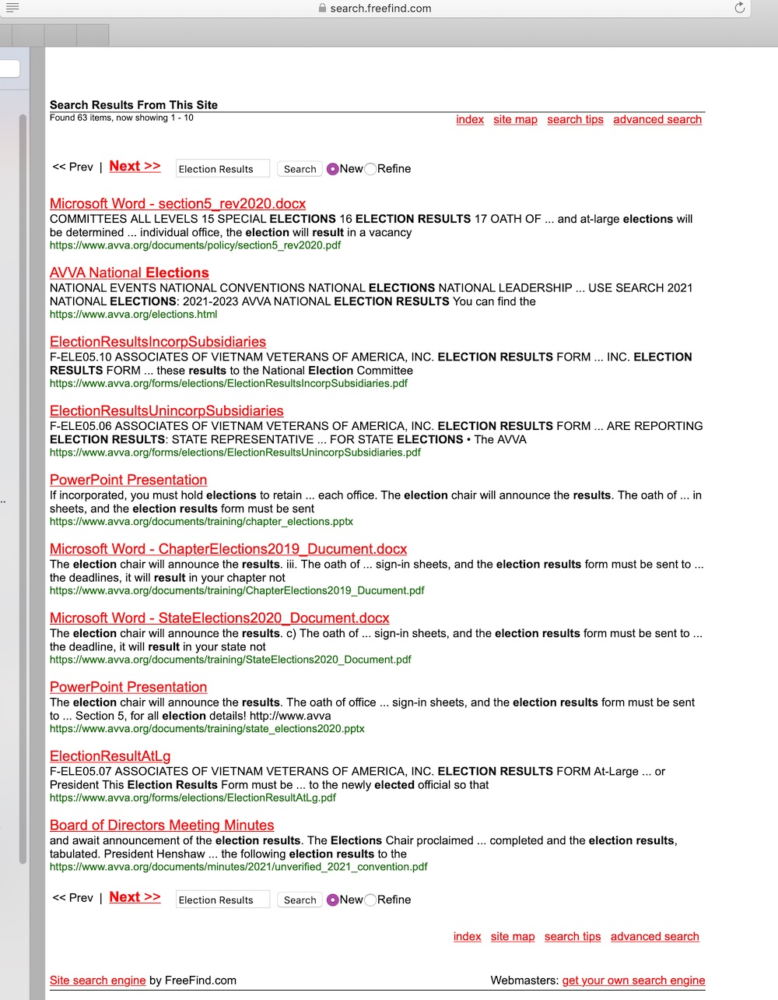 search.freefind.com
Search Results From This Site
Found 63 items, now showing 1 - 10
index site map search tips advanced search
<< Prev | Next >> Election Results Search New Refine
Microsoft Word - section5_rev2020.docx
COMMITTEES ALL LEVELS 15 SPECIAL ELECTIONS 16 ELECTION RESULTS 17 OATH OF ... and at-large elections will
be determined ... individual office, the election will result in a vacancy
https://www.avva.org/documents/policy/section5_rev2020.pdf
AVVA National Elections
NATIONAL EVENTS NATIONAL CONVENTIONS NATIONAL ELECTIONS NATIONAL LEADERSHIP ... USE SEARCH 2021
NATIONAL ELECTIONS: 2021-2023 AVVA NATIONAL ELECTION RESULTS You can find the
https://www.avva.org/elections.html
ElectionResultsIncorpSubsidiaries
F-ELE05.10 ASSOCIATES OF VIETNAM VETERANS OF AMERICA, INC. ELECTION RESULTS FORM ... INC. ELECTION
RESULTS FORM ... these results to the National Election Committee
https://www.avva.org/forms/elections/ElectionResultsIncorpSubsidiaries.pdf
ElectionResultsUnincorpSubsidiaries
F-ELE05.06 ASSOCIATES OF VIETNAM VETERANS OF AMERICA, INC. ELECTION RESULTS FORM ... ARE REPORTING
ELECTION RESULTS: STATE REPRESENTATIVE ... FOR STATE ELECTIONS • The AVVA
https://www.avva.org/forms/elections/ElectionResultsUnincorpSubsidiaries.pdf
PowerPoint Presentation
If incorporated, you must hold elections to retain ... each office. The election chair will announce the results. The oath of ... in
sheets, and the election results form must be sent
https://www.avva.org/documents/training/chapter_elections.pptx
Microsoft Word - ChapterElections2019_Ducument.docx
The election chair will announce the results. iii. The oath of ... sign-in sheets, and the election results form must be sent to ...
the deadlines, it will result in your chapter not
https://www.avva.org/documents/training/ChapterElections2019_Ducument.pdf
Microsoft Word - StateElections2020_Document.docx
The election chair will announce the results. c) The oath of ... sign-in sheets, and the election results form must be sent to ...
the deadline, it will result in your state not
https://www.avva.org/documents/training/StateElections2020_Document.pdf
PowerPoint Presentation
The election chair will announce the results. The oath of office ... sign-in sheets, and the election results form must be sent
to ... Section 5, for all election details! http://www.avva
https://www.avva.org/documents/training/state_elections2020.pptx
ElectionResultAtLg
F-ELE05.07 ASSOCIATES OF VIETNAM VETERANS OF AMERICA, INC. ELECTION RESULTS FORM At-Large ... or
President This Election Results Form must be ... to the newly elected official so that
https://www.avva.org/forms/elections/ElectionResultAtLg.pdf
Board of Directors Meeting Minutes
and await announcement of the election results. The Elections Chair proclaimed ... completed and the election results,
tabulated. President Henshaw ... the following election results to the
https://www.avva.org/documents/minutes/2021/unverified_2021_convention.pdf
<< Prev | Next >> Election Results Search New Refine
index site map search tips advanced search
Site search engine by FreeFind.com Webmasters: get your own search engine